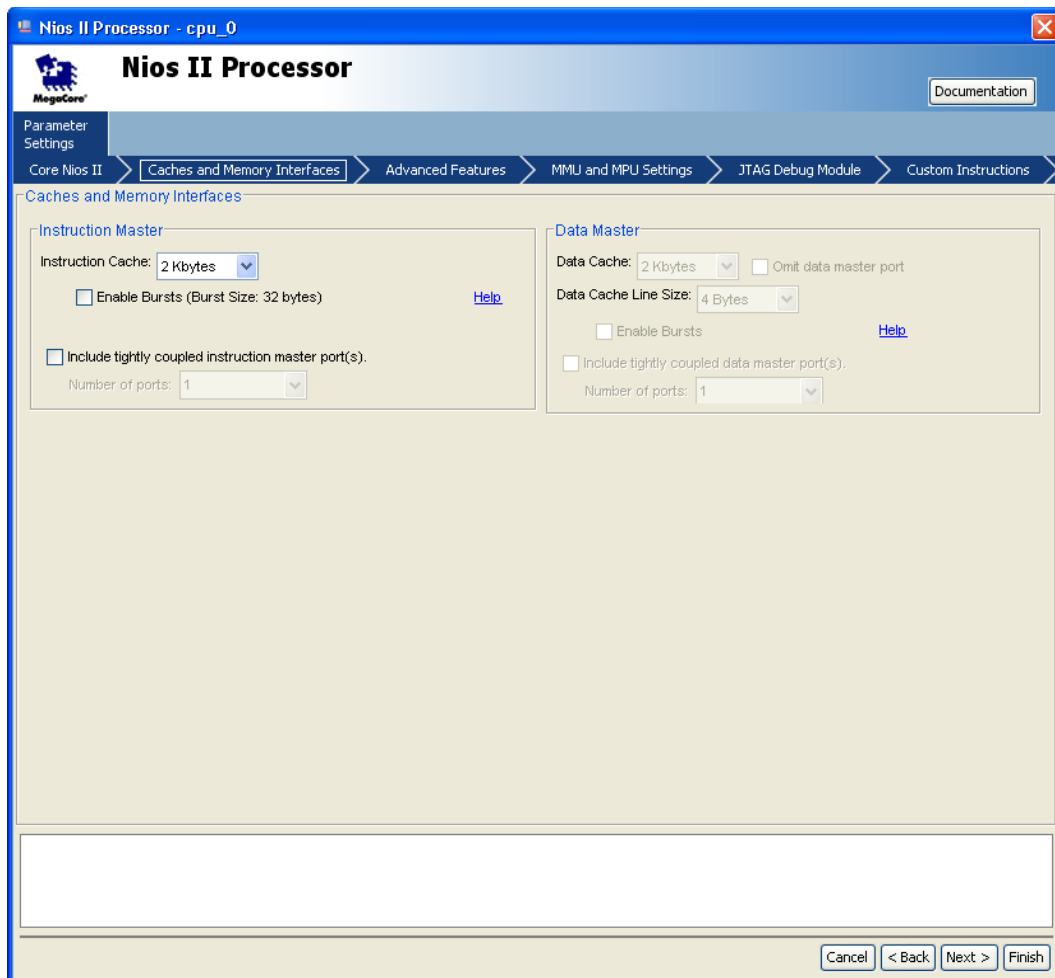 Nios II Processor - cpu_0
MegaCore®
Nios II Processor
Documentation
Parameter
Settings
Core Nios II
Caches and Memory Interfaces
Advanced Features
MMU and MPU Settings
JTAG Debug Module
Custom Instructions
Caches and Memory Interfaces
Instruction Master
Instruction Cache: 2 Kbytes
Enable Bursts (Burst Size: 32 bytes) Help
Include tightly coupled instruction master port(s).
Number of ports: 1
Data Master
Data Cache: 2 Kbytes Omit data master port
Data Cache Line Size: 4 Bytes
Enable Bursts Help
Include tightly coupled data master port(s).
Number of ports: 1
Cancel < Back Next > Finish